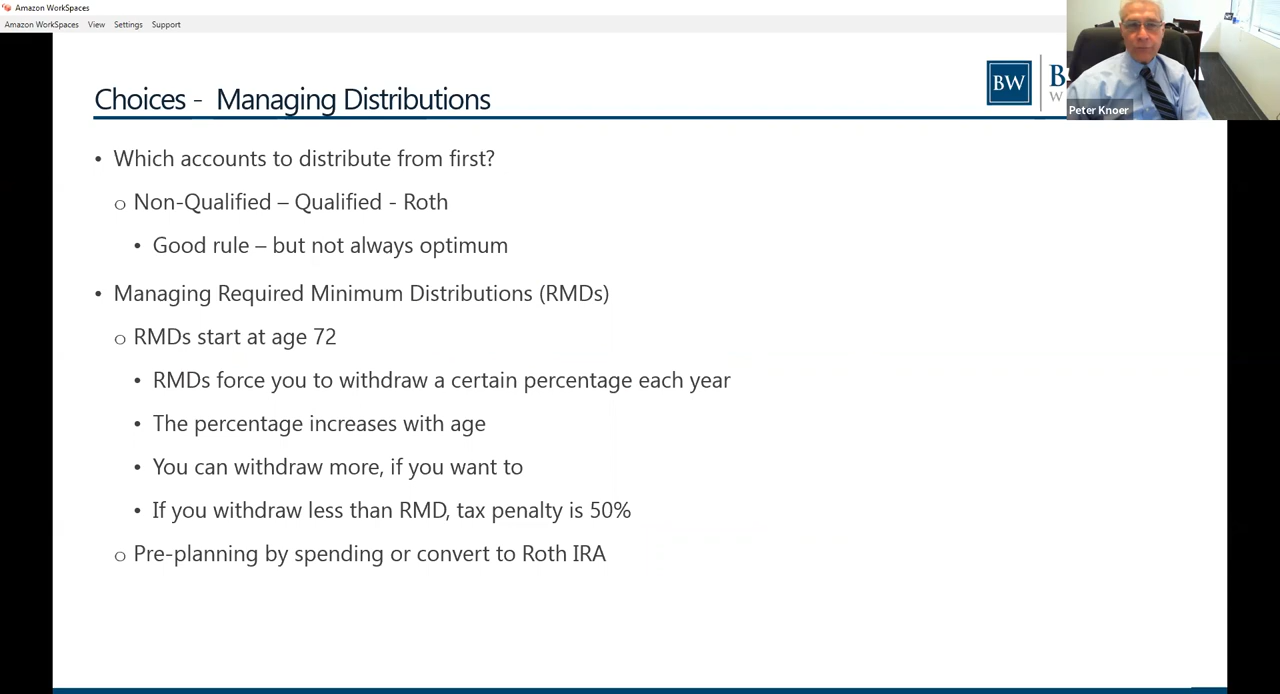 Amazon WorkSpaces
Amazon WorkSpaces View Settings Support
Choices - Managing Distributions
BW
Peter Knoer
• Which accounts to distribute from first?
o Non-Qualified – Qualified - Roth
• Good rule – but not always optimum
• Managing Required Minimum Distributions (RMDs)
o RMDs start at age 72
• RMDs force you to withdraw a certain percentage each year
• The percentage increases with age
• You can withdraw more, if you want to
• If you withdraw less than RMD, tax penalty is 50%
o Pre-planning by spending or convert to Roth IRA